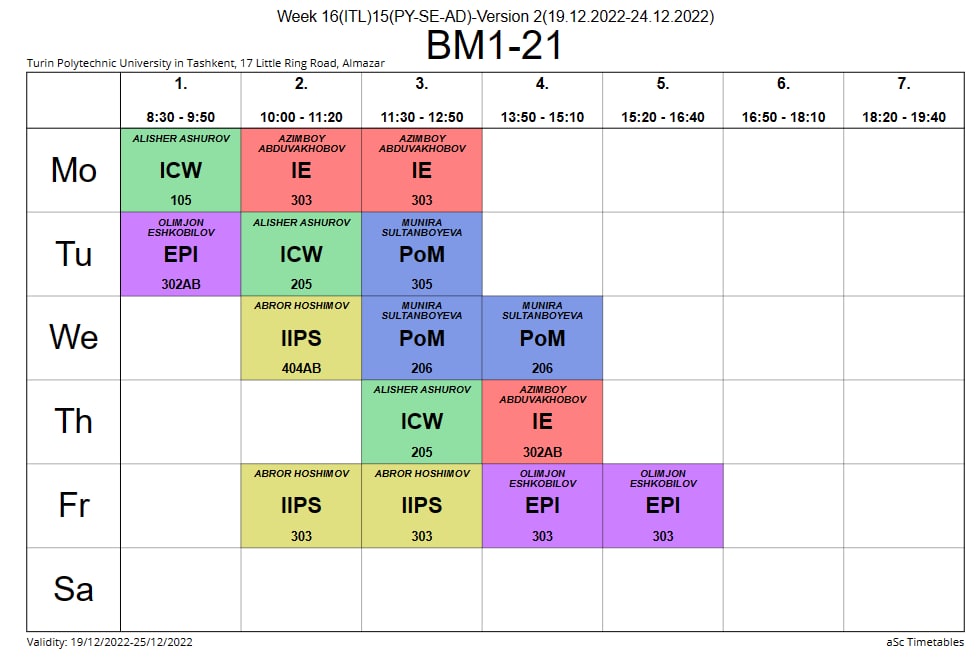 Week 16(ITL)15(PY-SE-AD)-Version 2(19.12.2022-24.12.2022)
BM1-21
Turin Polytechnic University in Tashkent, 17 Little Ring Road, Almazar
1. 2. 3. 4. 5. 6. 7.
8:30 - 9:50 10:00 - 11:20 11:30 - 12:50 13:50 - 15:10 15:20 - 16:40 16:50 - 18:10 18:20 - 19:40
Mo
ALISHER ASHUROV
ICW
105
AZIMBOY
ABDUVAKHOBOV
IE
303
AZIMBOY
ABDUVAKHOBOV
IE
303
Tu
OLIMJON
ESHKOBILOV
EPI
302AB
ALISHER ASHUROV
ICW
205
MUNIRA
SULTANBOYEVA
PoM
305
We
ABROR HOSHIMOV
IIPS
404AB
MUNIRA
SULTANBOYEVA
PoM
206
MUNIRA
SULTANBOYEVA
PoM
206
Th
ALISHER ASHUROV
ICW
205
AZIMBOY
ABDUVAKHOBOV
IE
302AB
Fr
ABROR HOSHIMOV
IIPS
303
ABROR HOSHIMOV
IIPS
303
OLIMJON
ESHKOBILOV
EPI
303
OLIMJON
ESHKOBILOV
EPI
303
Sa
Validity: 19/12/2022-25/12/2022
aSc Timetables